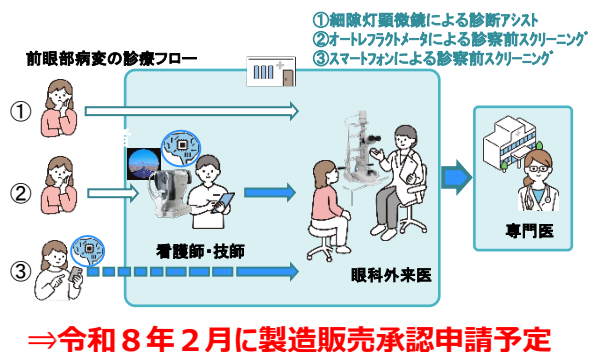 ①細隙灯顕微鏡による診断アシスト
②オートレフラクトメータによる診察前スクリーニング
③スマートフォンによる診察前スクリーニング
前眼部病変の診療フロー
①
②
③
看護師・技師
眼科外来医
専門医
⇒令和８年２月に製造販売承認申請予定